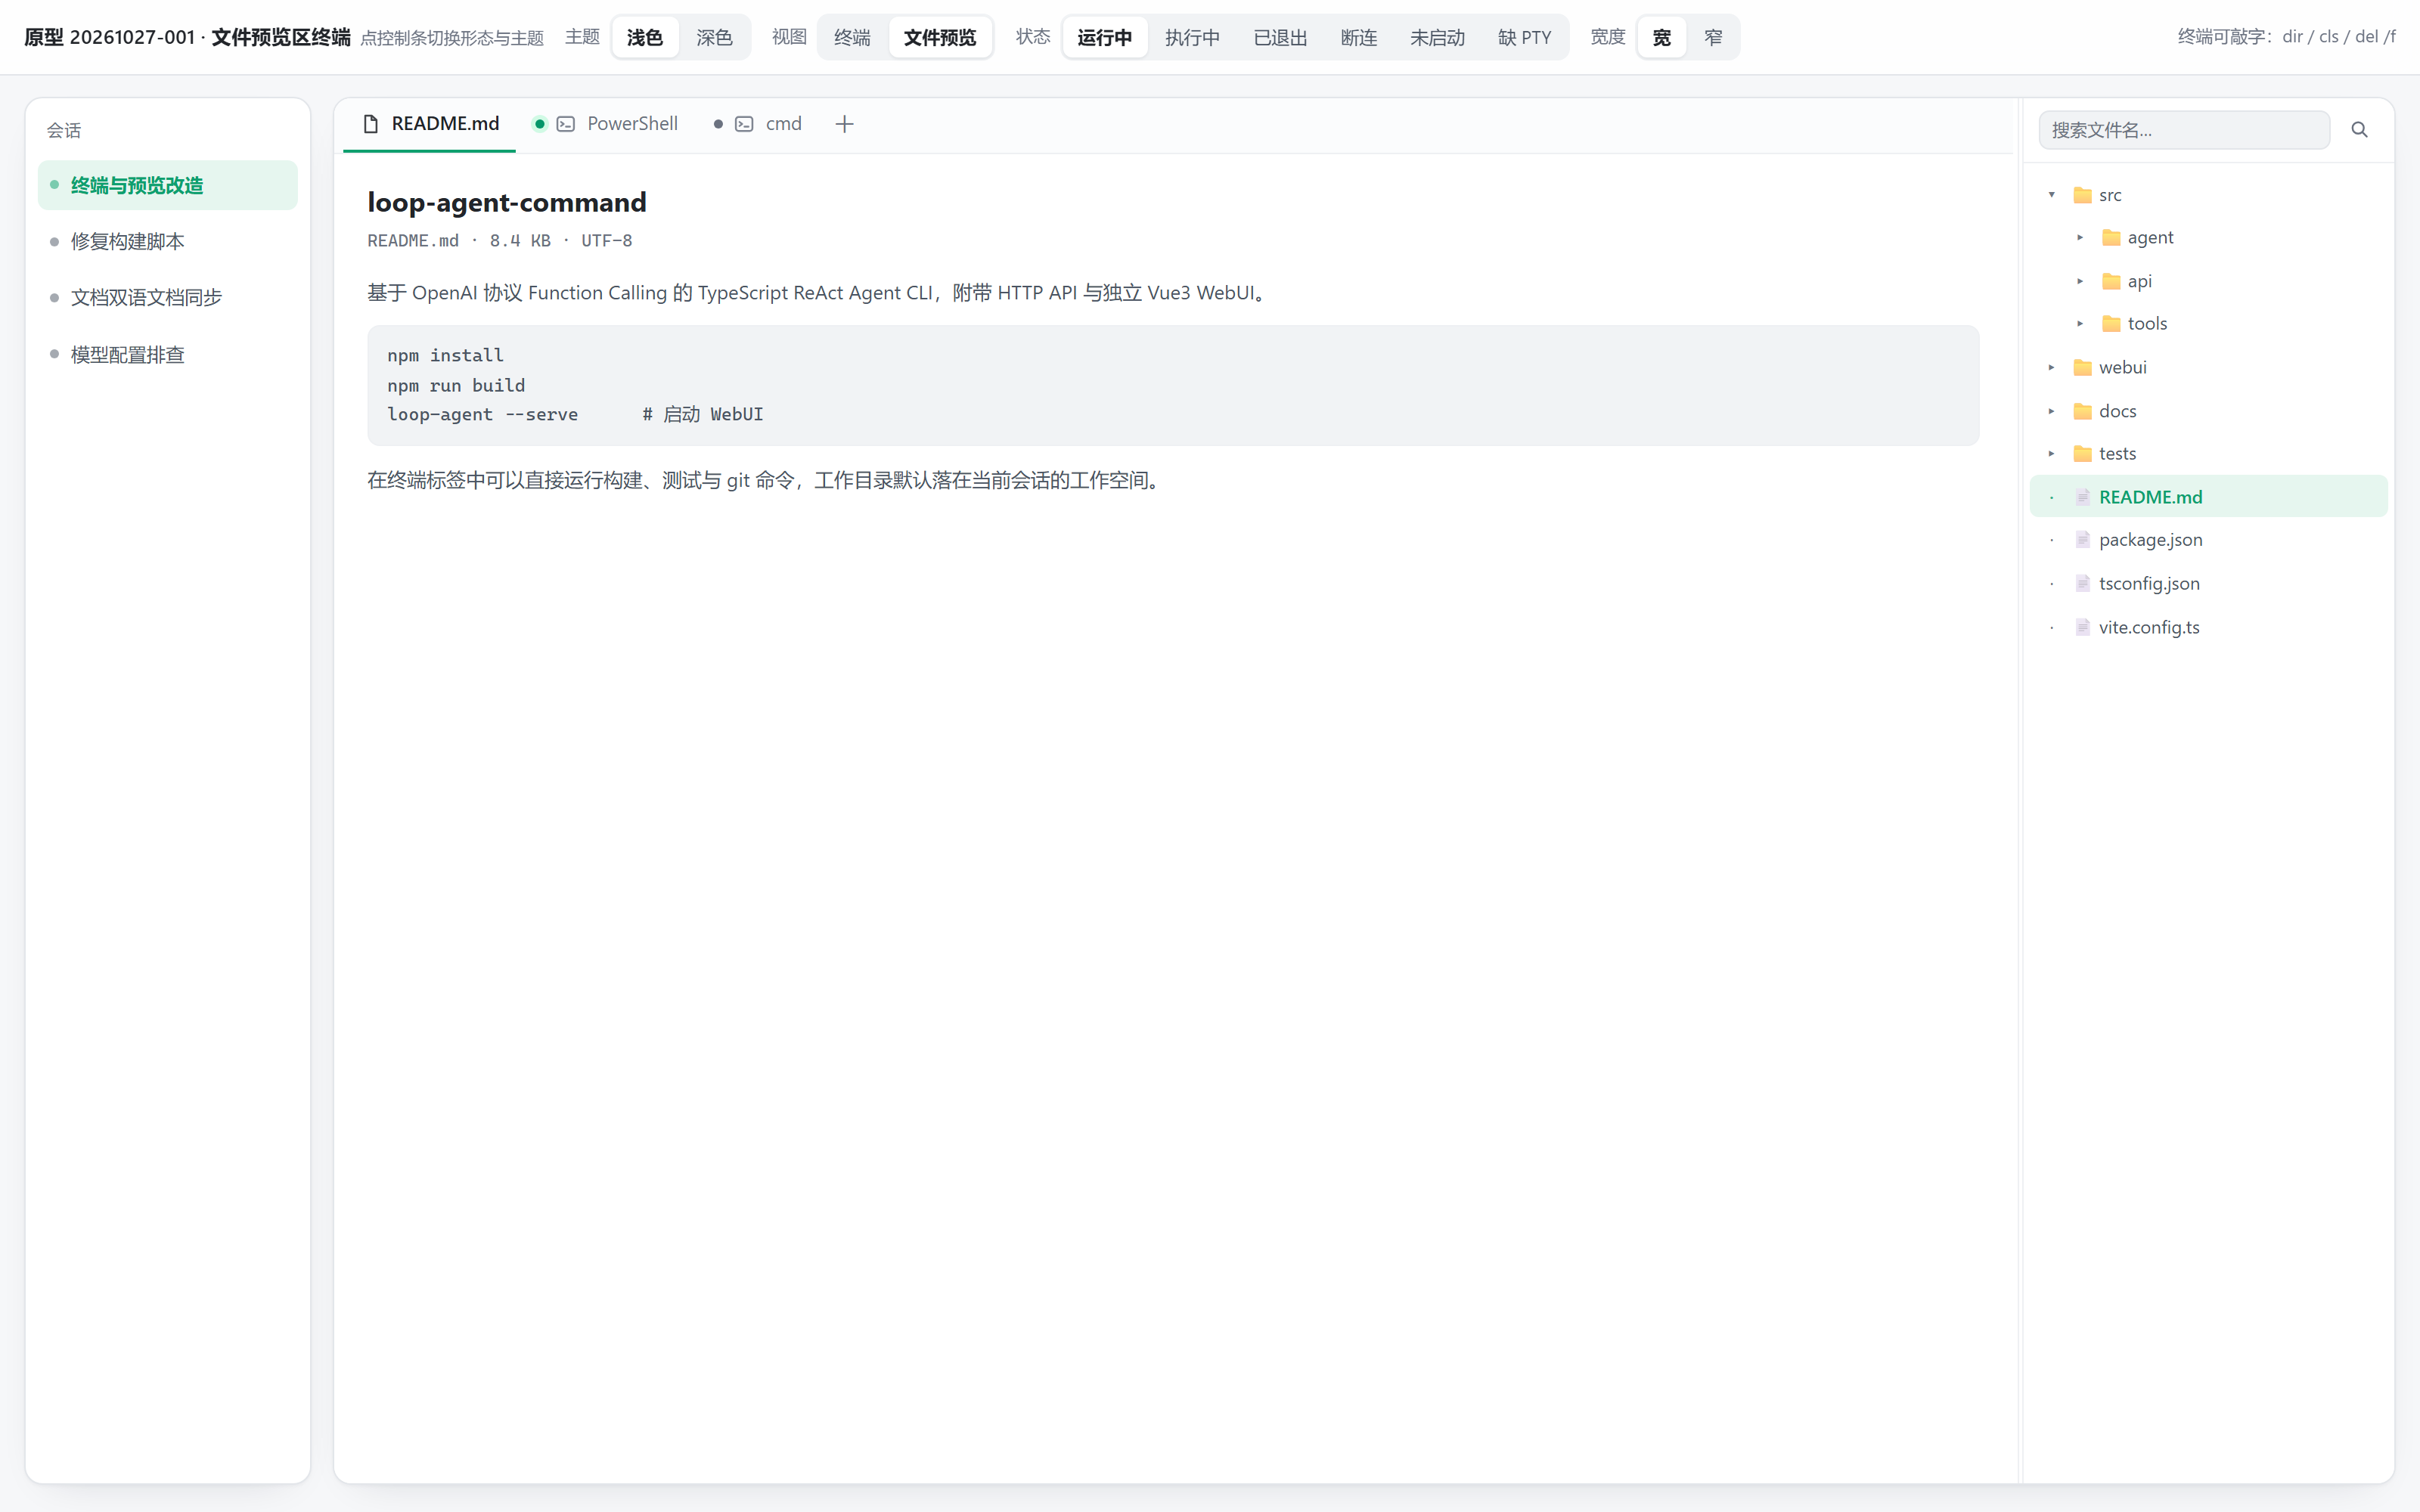 原型 20261027-001 · 文件预览区终端 点控制条切换形态与主题 主题 浅色 深色 视图 终端 文件预览 状态 运行中 执行中 已退出 断连 未启动 缺 PTY 宽度 宽 窄 终端可敲字：dir / cls / del /f
会话
终端与预览改造
修复构建脚本
文档双语文档同步
模型配置排查
README.md PowerShell cmd
loop-agent-command
README.md · 8.4 KB · UTF-8
基于 OpenAI 协议 Function Calling 的 TypeScript ReAct Agent CLI，附带 HTTP API 与独立 Vue3 WebUI。
npm install
npm run build
loop-agent --serve      # 启动 WebUI
在终端标签中可以直接运行构建、测试与 git 命令，工作目录默认落在当前会话的工作空间。
搜索文件名...
src
agent
api
tools
webui
docs
tests
README.md
package.json
tsconfig.json
vite.config.ts